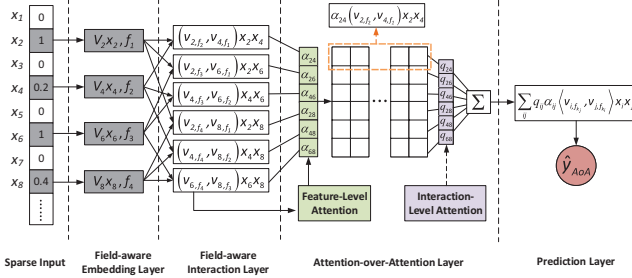 x1 0
x2 1
x3 0
x4 0.2
x5 0
x6 1
x7 0
x8 0.4
V2x2, f1
V4x4, f2
V6x6, f3
V8x8, f4
(v2,f2, v4,f1)x2x4
(v2,f3, v6,f1)x2x6
(v4,f3, v6,f2)x4x6
(v2,f4, v8,f1)x2x8
(v4,f4, v8,f2)x4x8
(v6,f4, v8,f3)x6x8
α24(v2,f2, v4,f1)x2x4
α24
α26
α46
α28
α48
α68
Feature-Level
Attention
...
q24
q26
q46
q28
q48
q68
Interaction-
Level Attention
Σ
Σij qij αij ⟨vi,fxj, vj,fxi⟩ xi xj
ŷAoA
Sparse Input
Field-aware
Embedding Layer
Field-aware
Interaction Layer
Attention-over-Attention Layer
Prediction Layer